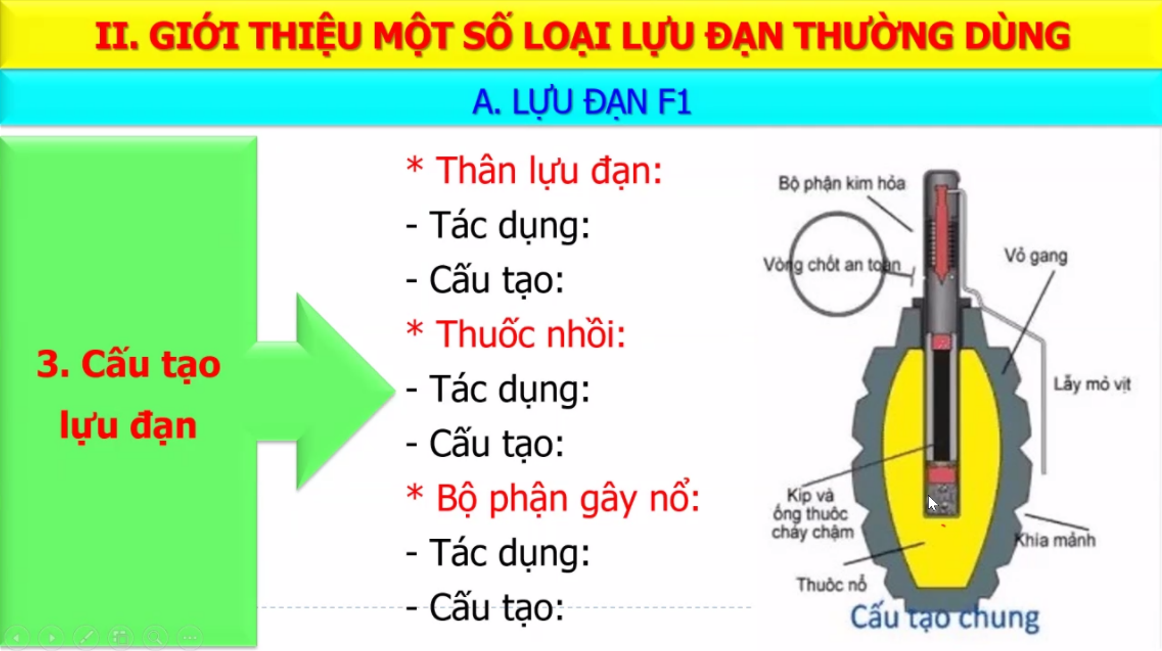 II. GIỚI THIỆU MỘT SỐ LOẠI LỰU ĐẠN THƯỜNG DÙNG
A. LỰU ĐẠN F1
3. Cấu tạo
lựu đạn
* Thân lựu đạn:
- Tác dụng:
- Cấu tạo:
* Thuốc nhồi:
- Tác dụng:
- Cấu tạo:
* Bộ phận gây nổ:
- Tác dụng:
- Cấu tạo:
Bộ phận kim hỏa
Vòng chốt an toàn
Vỏ gang
Lẫy mỏ vịt
Kíp và
ống thuốc
cháy chậm
Khía mảnh
Thuốc nổ
Cấu tạo chung